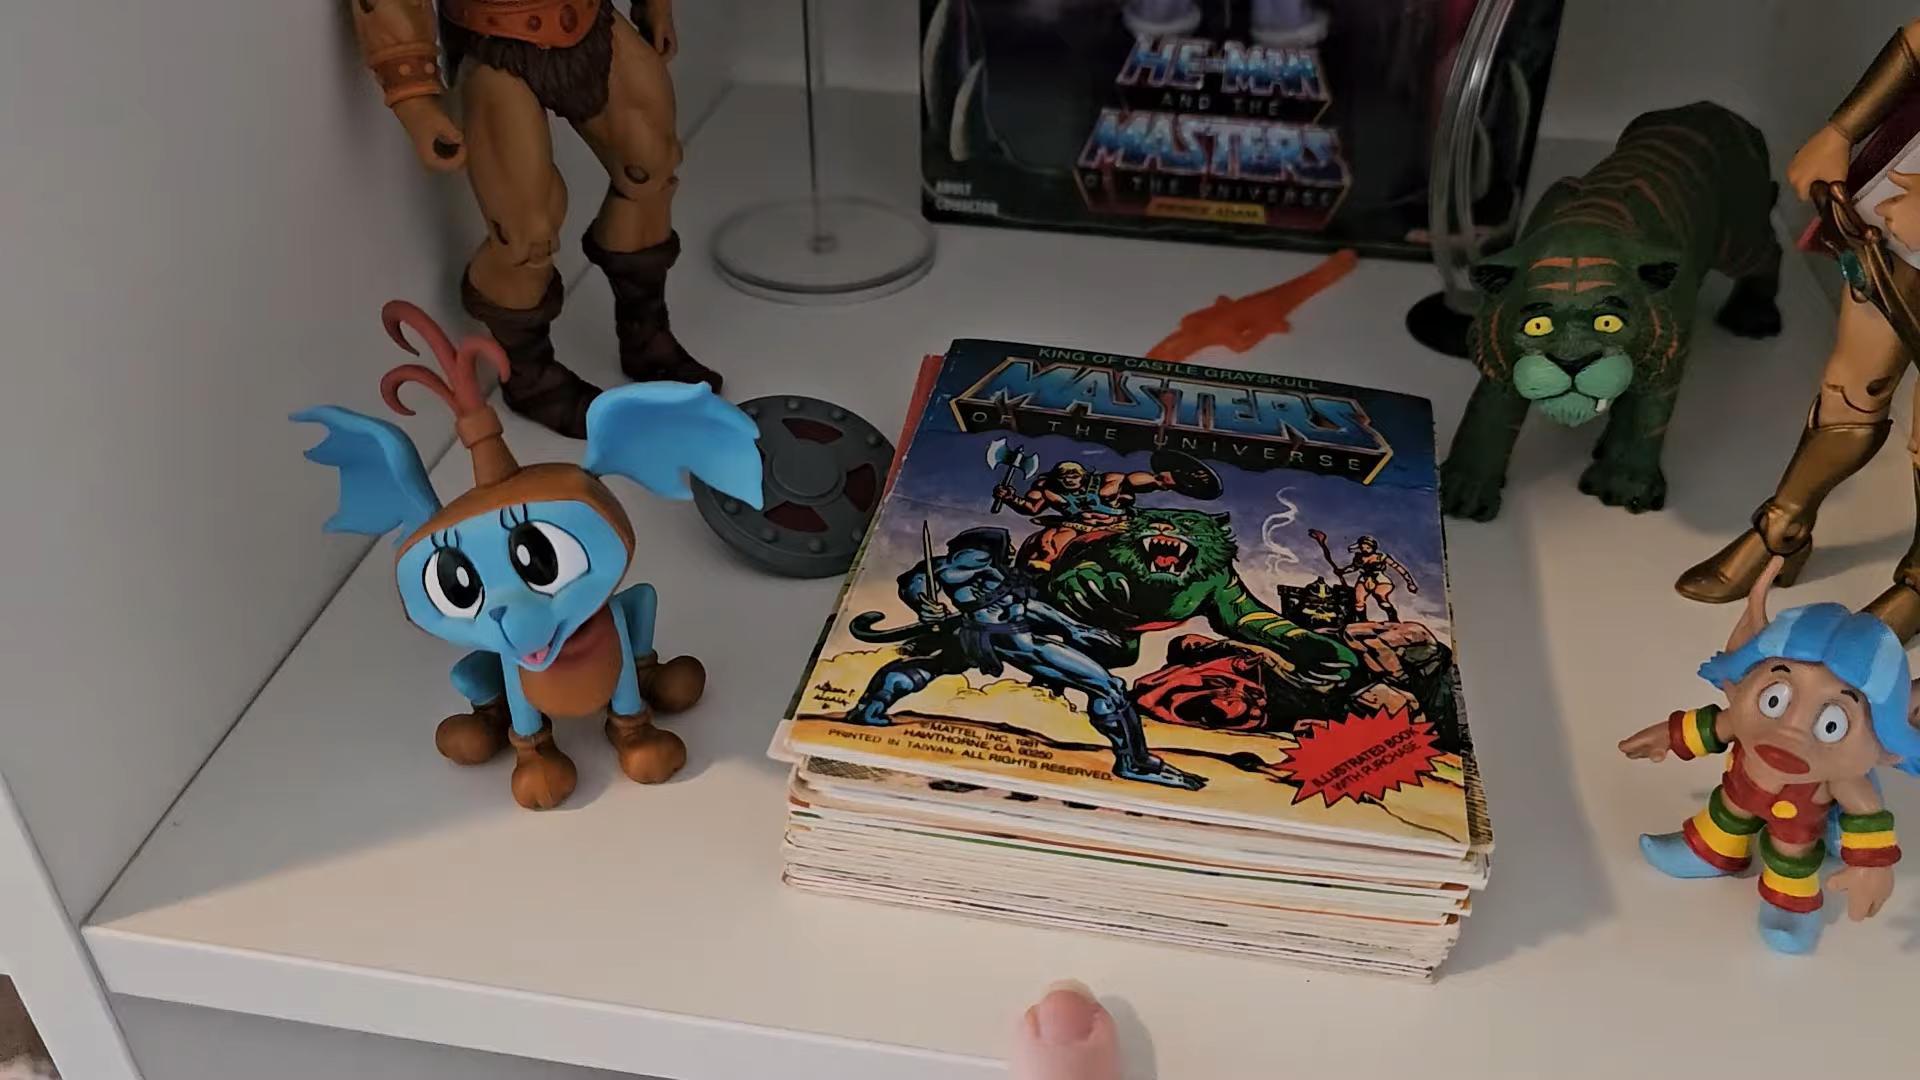 HE-MAN
AND THE
MASTERS
OF THE UNIVERSE
PRINCE ADAM
ADULT
COLLECTOR
KING OF CASTLE GRAYSKULL
MASTERS
OF THE UNIVERSE
©MATTEL, INC. 1981
HAWTHORNE, CA. 90250
PRINTED IN TAIWAN. ALL RIGHTS RESERVED.
ILLUSTRATED BOOK
WITH PURCHASE